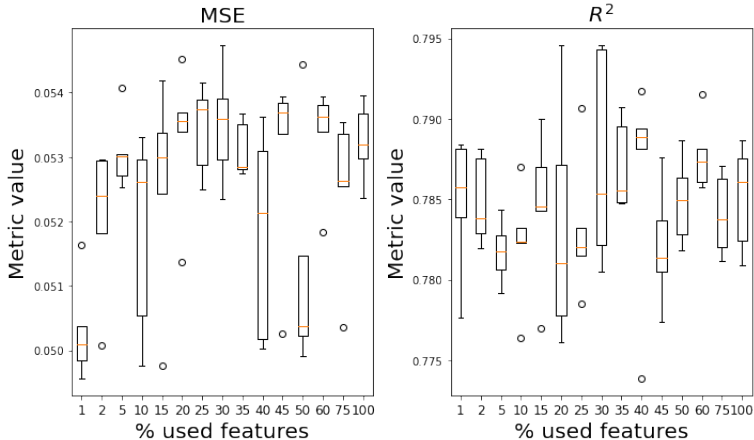 MSE
Metric value
0.054
0.053
0.052
0.051
0.050
1 2 5 10 15 20 25 30 35 40 45 50 60 75 100
% used features
R²
Metric value
0.795
0.790
0.785
0.780
0.775
1 2 5 10 15 20 25 30 35 40 45 50 60 75 100
% used features